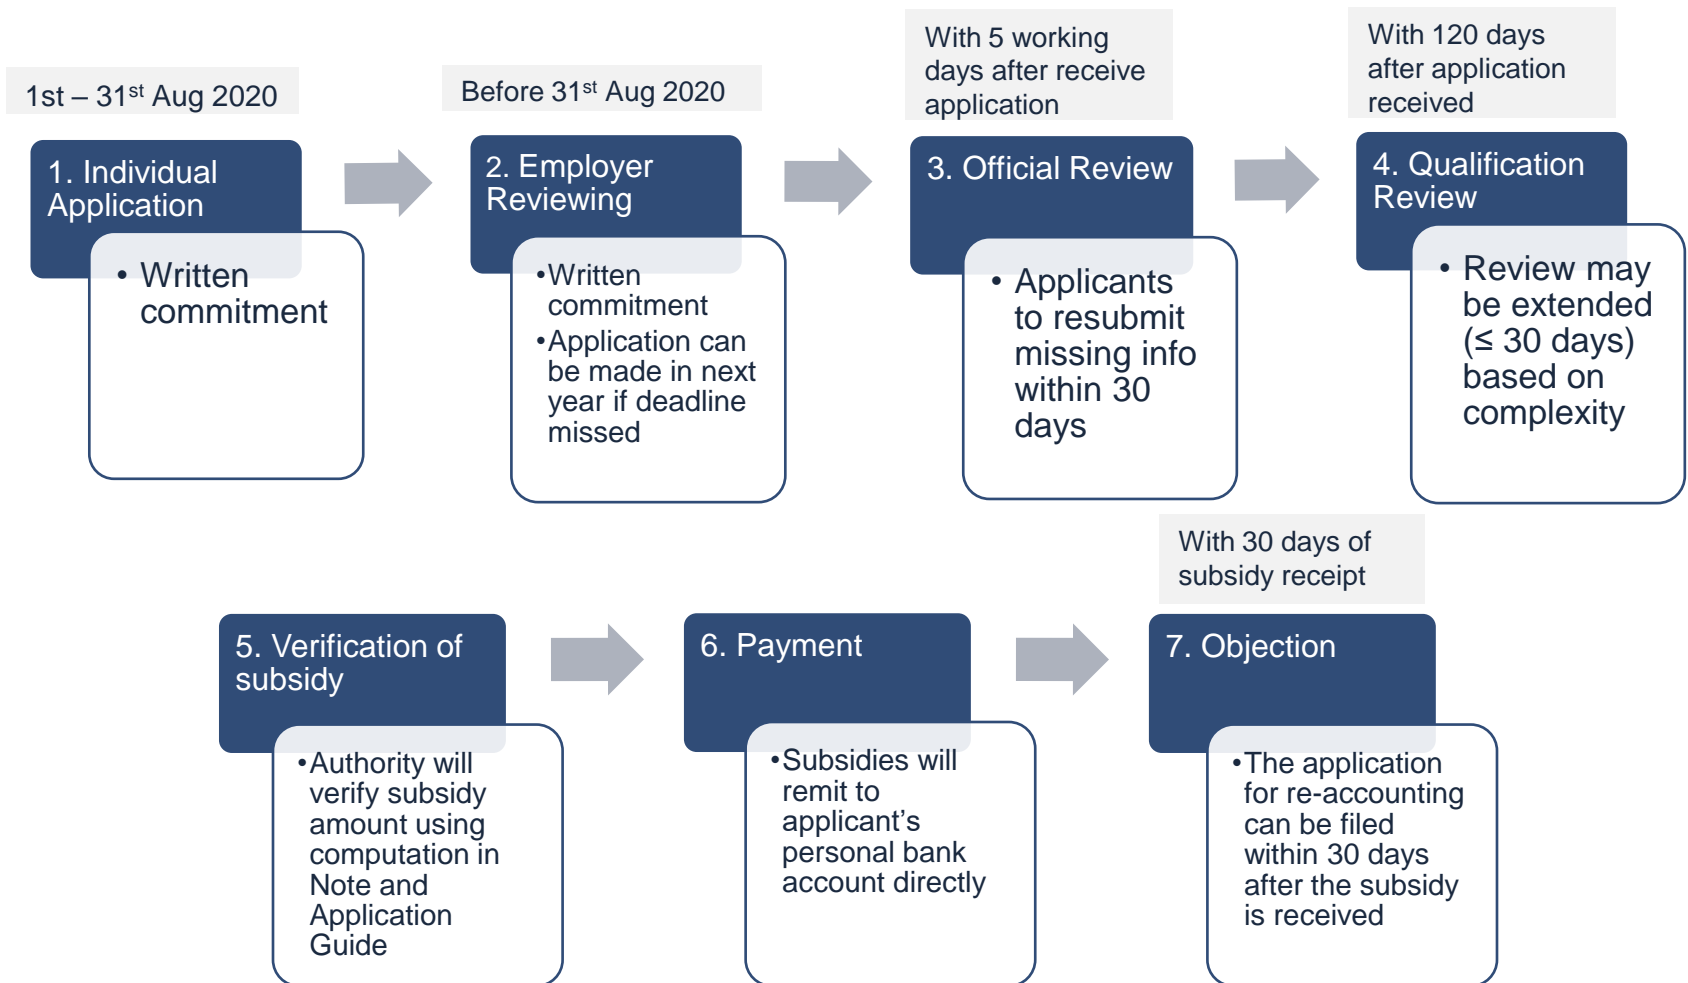 1st – 31st Aug 2020
1. Individual
Application
• Written
commitment
Before 31st Aug 2020
2. Employer
Reviewing
•Written
commitment
•Application can
be made in next
year if deadline
missed
With 5 working
days after receive
application
3. Official Review
• Applicants
to resubmit
missing info
within 30
days
With 120 days
after application
received
4. Qualification
Review
• Review may
be extended
(≤ 30 days)
based on
complexity
5. Verification of
subsidy
•Authority will
verify subsidy
amount using
computation in
Note and
Application
Guide
6. Payment
•Subsidies will
remit to
applicant’s
personal bank
account directly
With 30 days of
subsidy receipt
7. Objection
•The application
for re-accounting
can be filed
within 30 days
after the subsidy
is received